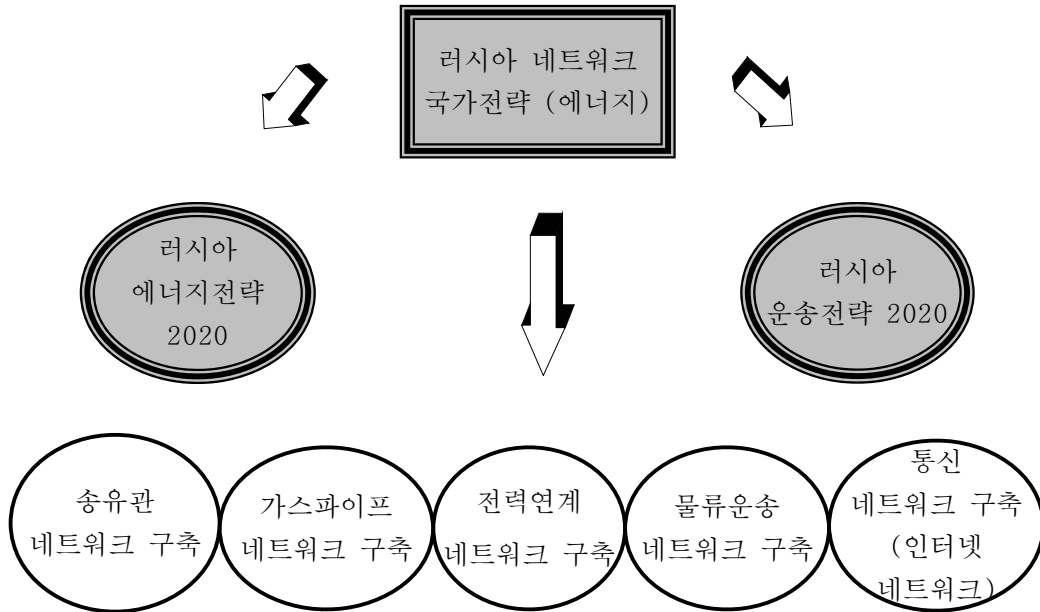 러시아 네트워크
국가전략 (에너지)
러시아
에너지전략
2020
러시아
운송전략 2020
송유관
네트워크 구축
가스파이프
네트워크 구축
전력연계
네트워크 구축
물류운송
네트워크 구축
통신
네트워크 구축
(인터넷
네트워크)